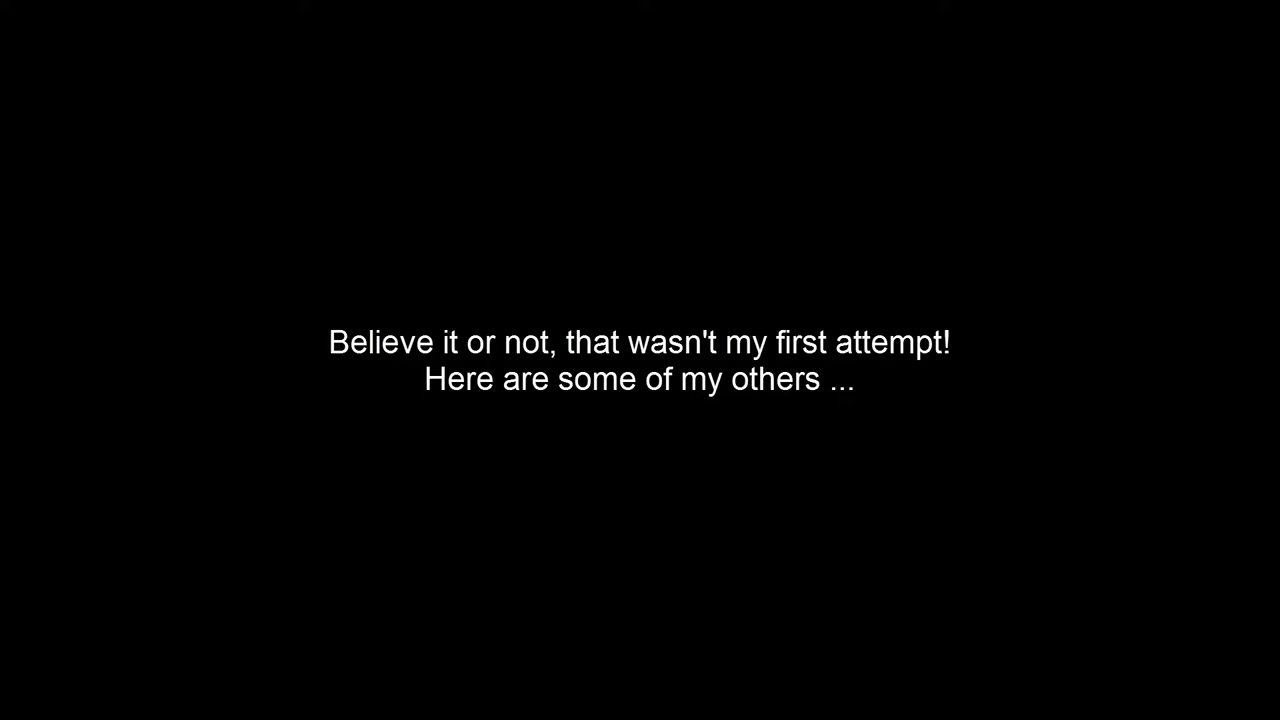 Believe it or not, that wasn't my first attempt!
Here are some of my others ...